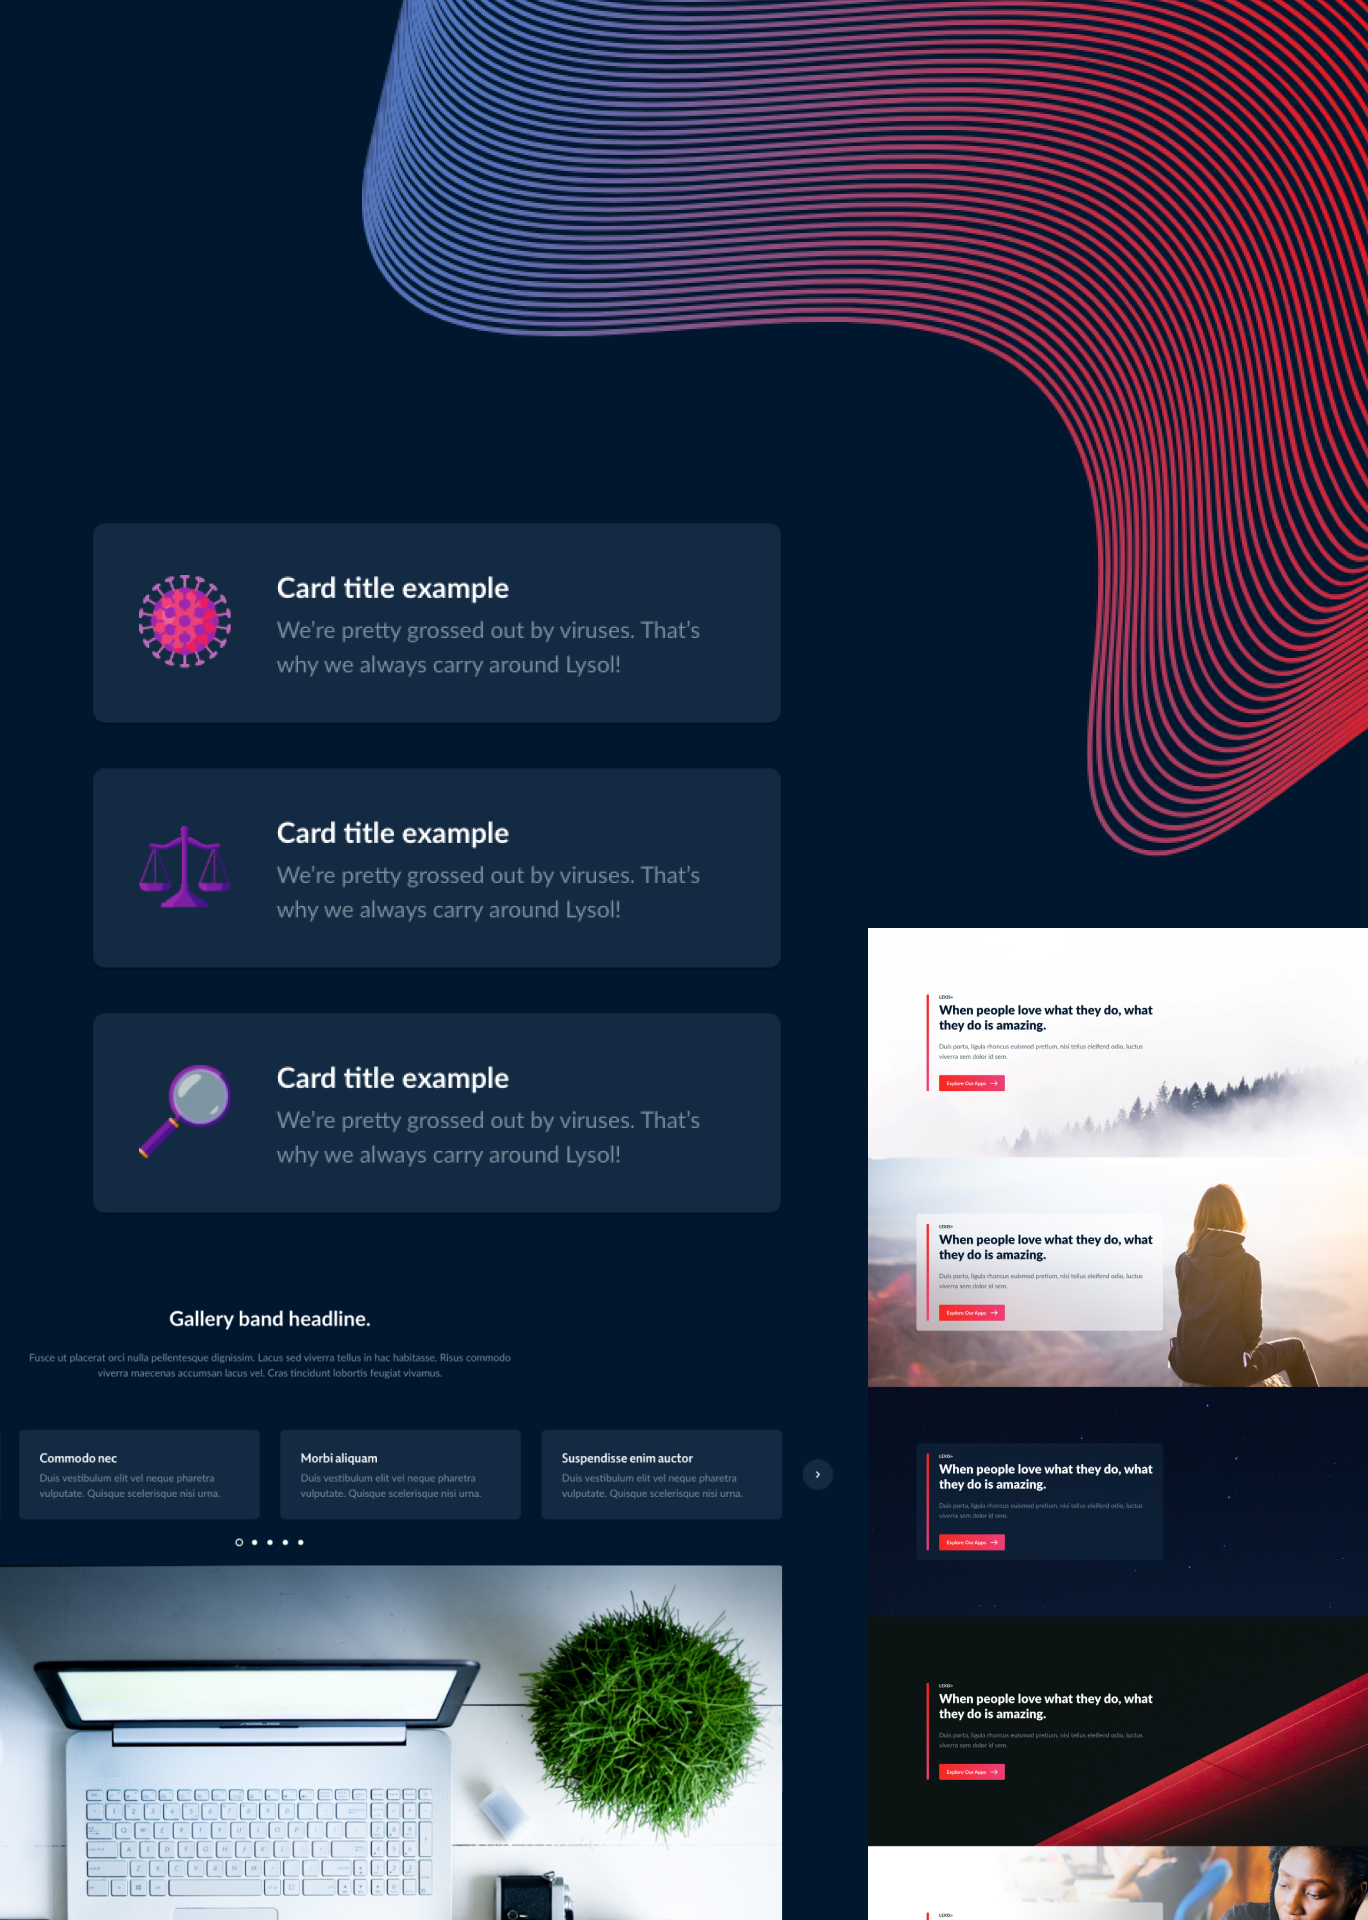 Card title example
We're pretty grossed out by viruses. That's
why we always carry around Lysol!
Card title example
We're pretty grossed out by viruses. That's
why we always carry around Lysol!
Card title example
We're pretty grossed out by viruses. That's
why we always carry around Lysol!
Gallery band headline.
Fusce ut placerat orci nulla pellentesque dignissim. Lacus sed viverra tellus in hac habitasse. Risus commodo
viverra maecenas accumsan lacus vel. Cras tincidunt lobortis feugiat vivamus.
Commodo nec
Duis vestibulum elit vel neque pharetra
vulputate. Quisque scelerisque nisi urna.
Morbi aliquam
Duis vestibulum elit vel neque pharetra
vulputate. Quisque scelerisque nisi urna.
Suspendisse enim auctor
Duis vestibulum elit vel neque pharetra
vulputate. Quisque scelerisque nisi urna.
LEXIS+
When people love what they do, what
they do is amazing.
Duis porta, ligula rhoncus euismod pretium, nisi tellus eleifend odio, luctus
viverra sem dolor id sem.
Explore Our Apps
LEXIS+
When people love what they do, what
they do is amazing.
Duis porta, ligula rhoncus euismod pretium, nisi tellus eleifend odio, luctus
viverra sem dolor id sem.
Explore Our Apps
LEXIS+
When people love what they do, what
they do is amazing.
Duis porta, ligula rhoncus euismod pretium, nisi tellus eleifend odio, luctus
viverra sem dolor id sem.
Explore Our Apps
LEXIS+
When people love what they do, what
they do is amazing.
Duis porta, ligula rhoncus euismod pretium, nisi tellus eleifend odio, luctus
viverra sem dolor id sem.
Explore Our Apps
LEXIS+